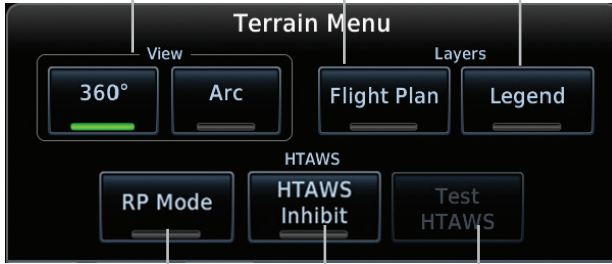 Terrain Menu
View
Layers
360°
Arc
Flight Plan
Legend
HTAWS
RP Mode
HTAWS
Inhibit
Test
HTAWS